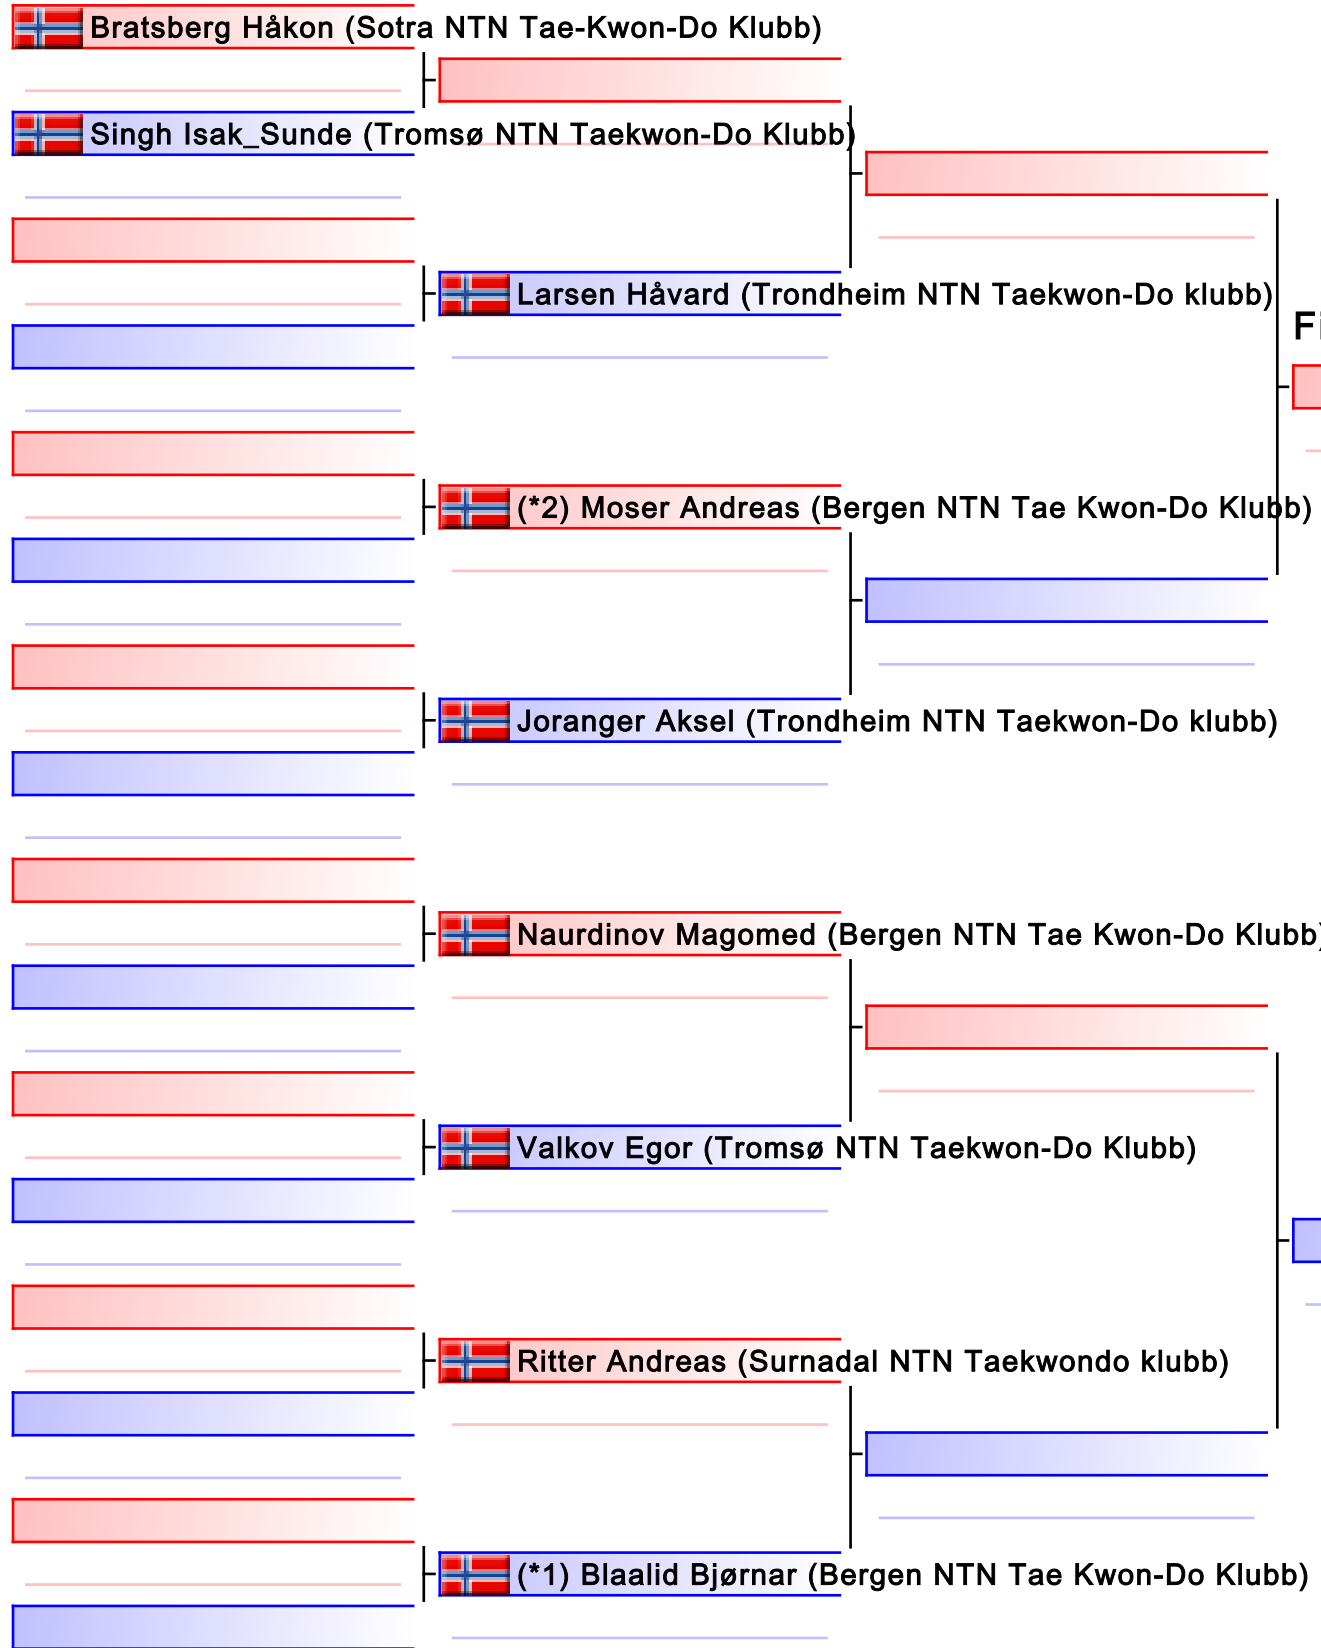 Bratsberg Håkon (Sotra NTN Tae-Kwon-Do Klubb)
Singh Isak_Sunde (Tromsø NTN Taekwon-Do Klubb)
Larsen Håvard (Trondheim NTN Taekwon-Do klubb)
Fi
(*2) Moser Andreas (Bergen NTN Tae Kwon-Do Klubb)
Joranger Aksel (Trondheim NTN Taekwon-Do klubb)
Naurdinov Magomed (Bergen NTN Tae Kwon-Do Klubb)
Valkov Egor (Tromsø NTN Taekwon-Do Klubb)
Ritter Andreas (Surnadal NTN Taekwondo klubb)
(*1) Blaalid Bjørnar (Bergen NTN Tae Kwon-Do Klubb)